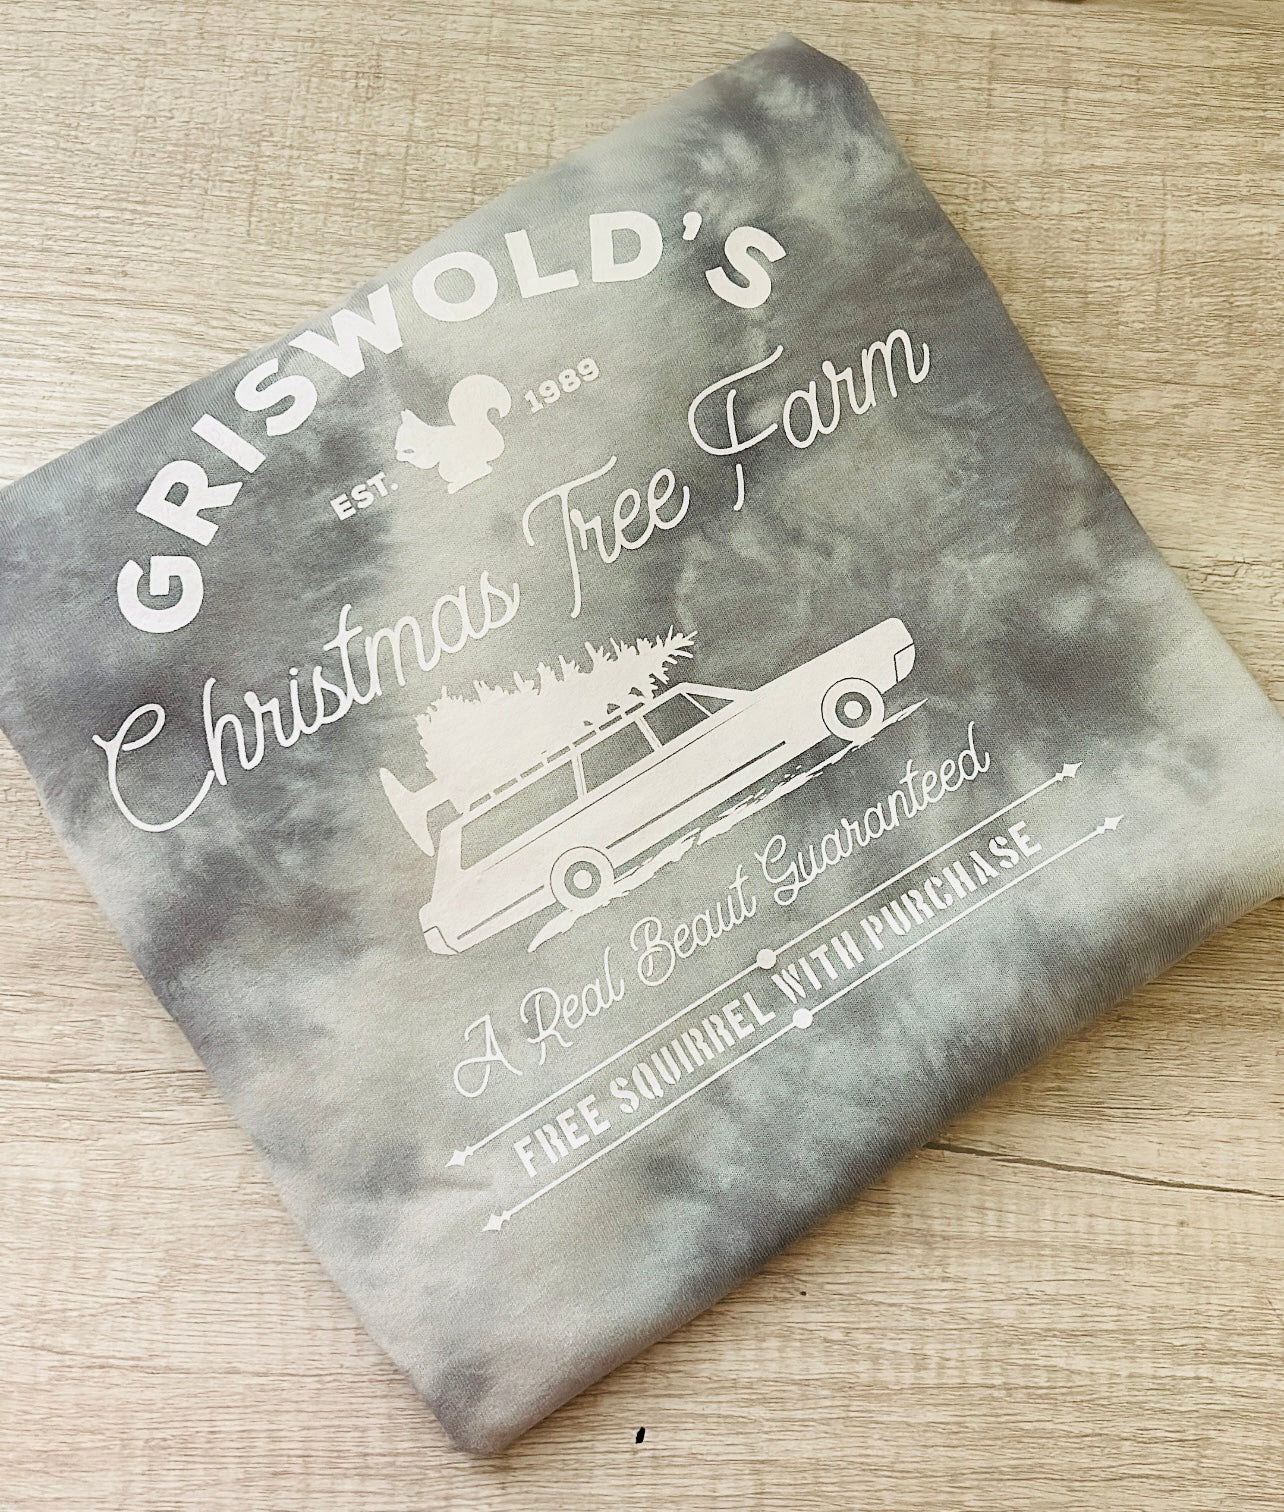 GRISWOLD'S
EST. 1989
Christmas Tree Farm
A Real Beaut Guaranteed
FREE SQUIRREL WITH PURCHASE